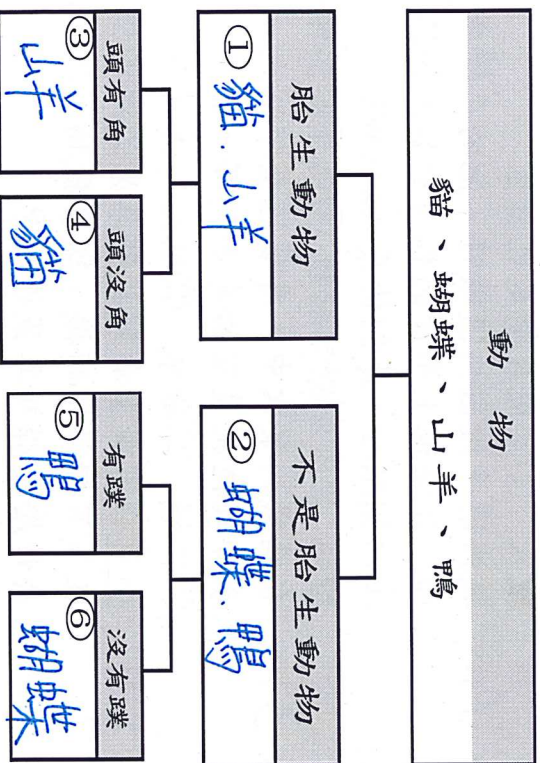 動物
貓、蝴蝶、山羊、鴨
胎生動物
①貓.山羊
不是胎生動物
②蝴蝶.鴨
頭有角
③山羊
頭沒角
④貓
有蹼
⑤鴨
沒有蹼
⑥蝴蝶